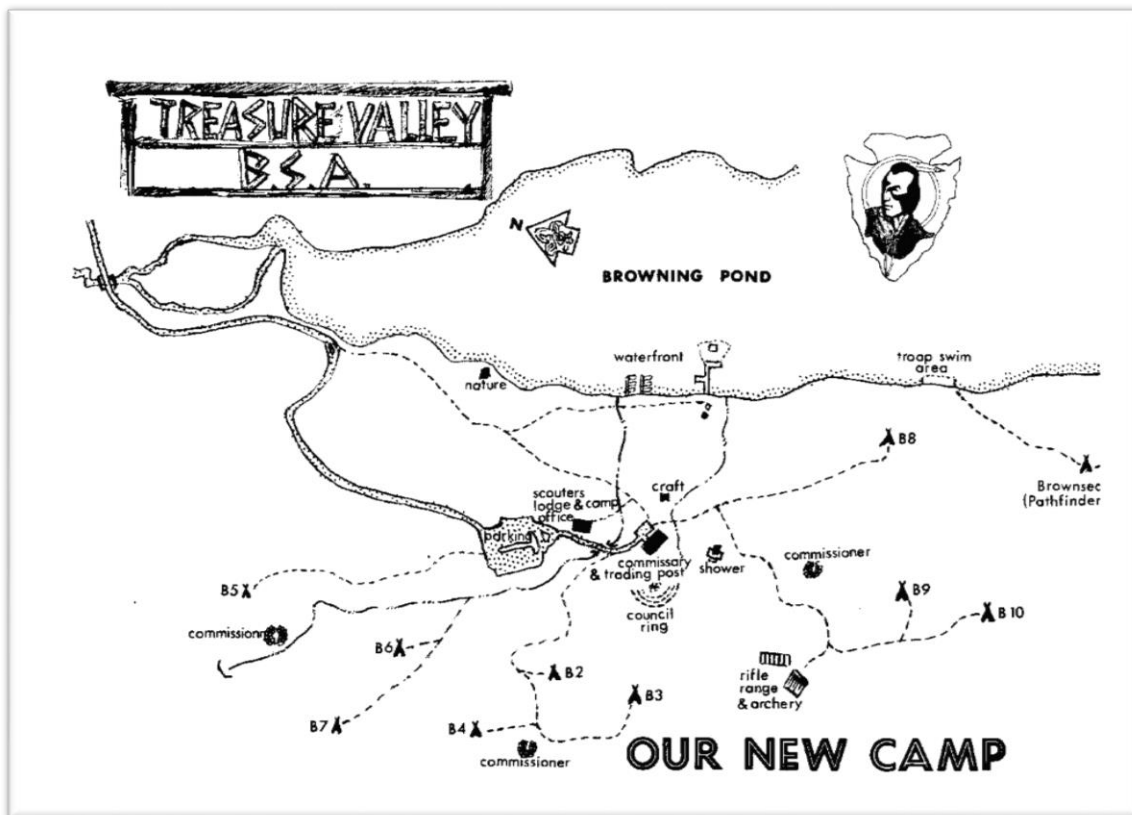 TREASURE VALLEY
B.S.A.
N
BROWNING POND
waterfront
troop swim
area
nature
B8
craft
Brownsec
(Pathfinder
scouters
lodge & camp
office
parking
commissary
& trading post
shower
commissioner
B5
B9
council
ring
B10
commissionr
B6
B2
rifle
range
& archery
B3
B7
B4
commissioner
OUR NEW CAMP